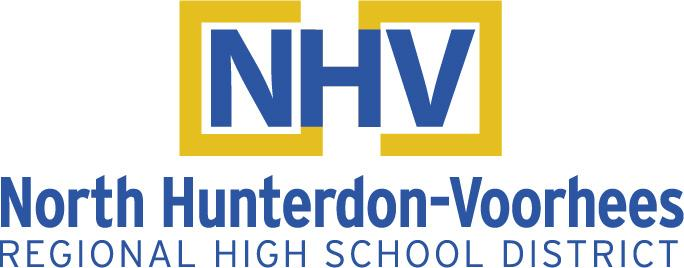 NHV
North Hunterdon-Voorhees
REGIONAL HIGH SCHOOL DISTRICT